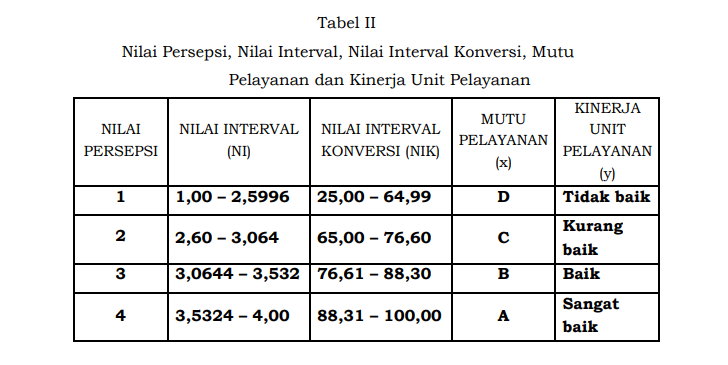 Tabel II
Nilai Persepsi, Nilai Interval, Nilai Interval Konversi, Mutu
Pelayanan dan Kinerja Unit Pelayanan
NILAI PERSEPSI | NILAI INTERVAL (NI) | NILAI INTERVAL KONVERSI (NIK) | MUTU PELAYANAN (x) | KINERJA UNIT PELAYANAN (y)
1 | 1,00 – 2,5996 | 25,00 – 64,99 | D | Tidak baik
2 | 2,60 – 3,064 | 65,00 – 76,60 | C | Kurang baik
3 | 3,0644 – 3,532 | 76,61 – 88,30 | B | Baik
4 | 3,5324 – 4,00 | 88,31 – 100,00 | A | Sangat baik